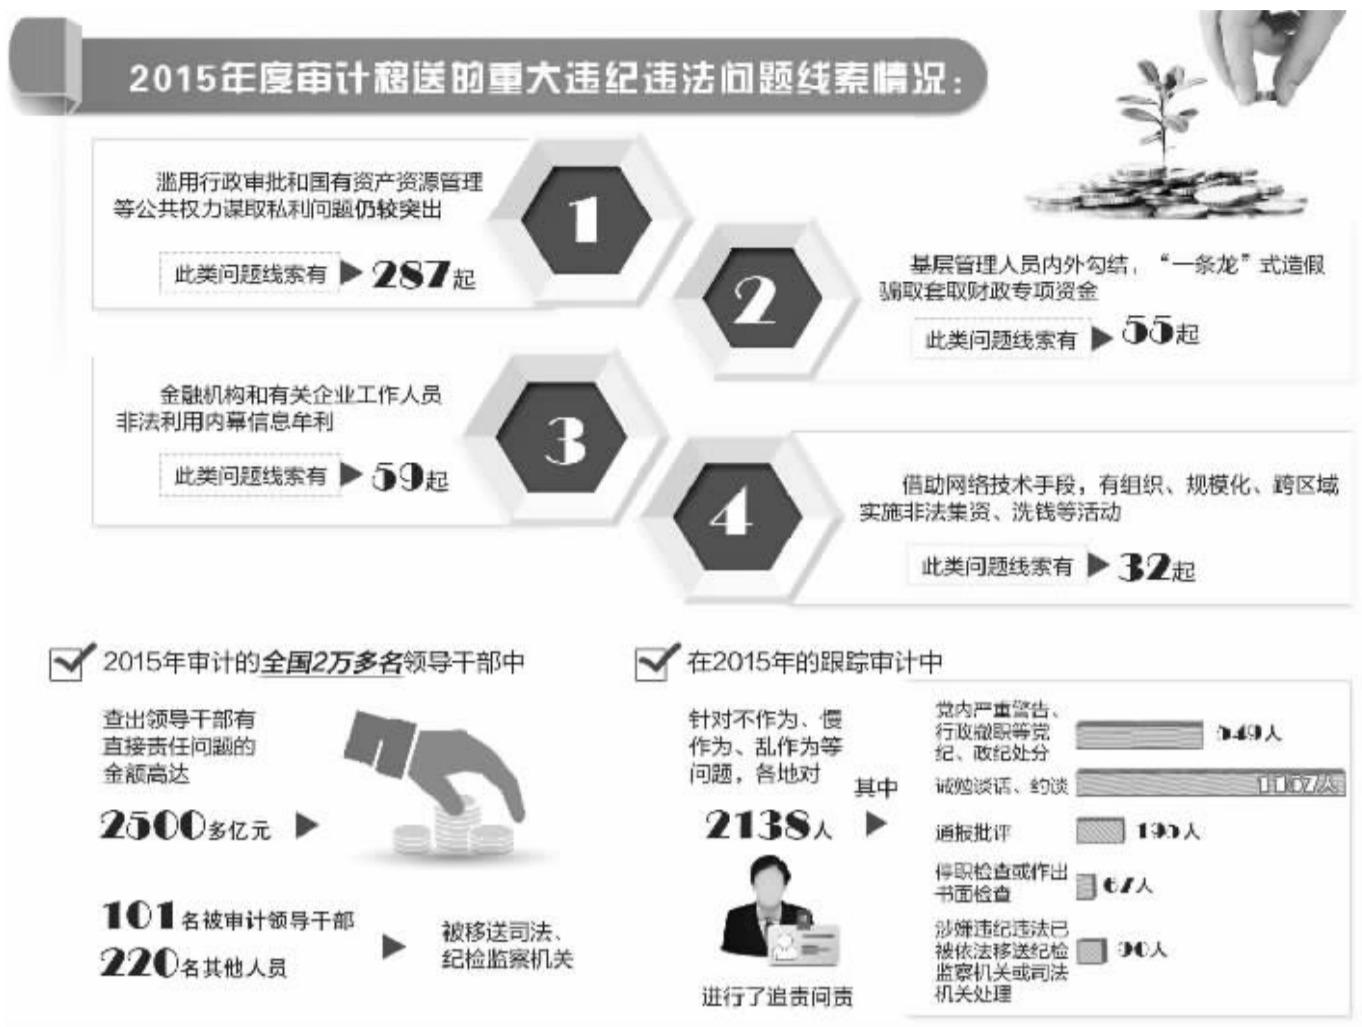 2015年度审计移送的重大违纪违法问题线索情况：
滥用行政审批和国有资产资源管理
等公共权力谋取私利问题仍较突出
此类问题线索有 287起
1
2
基层管理人员内外勾结，“一条龙”式造假
骗取套取财政专项资金
此类问题线索有 55起
金融机构和有关企业工作人员
非法利用内幕信息牟利
此类问题线索有 59起
3
4
借助网络技术手段，有组织、规模化、跨区域
实施非法集资、洗钱等活动
此类问题线索有 32起
2015年审计的全国2万多名领导干部中
查出领导干部有
直接责任问题的
金额高达
2500多亿元
101名被审计领导干部
220名其他人员
被移送司法、
纪检监察机关
在2015年的跟踪审计中
针对不作为、慢
作为、乱作为等
问题，各地对
2138人
进行了追责问责
其中
党内严重警告、
行政撤职等党
纪、政纪处分
549人
诫勉谈话、约谈
1167人
通报批评
195人
停职检查或作出
书面检查
67人
涉嫌违纪违法已
被依法移送纪检
监察机关或司法
机关处理
90人